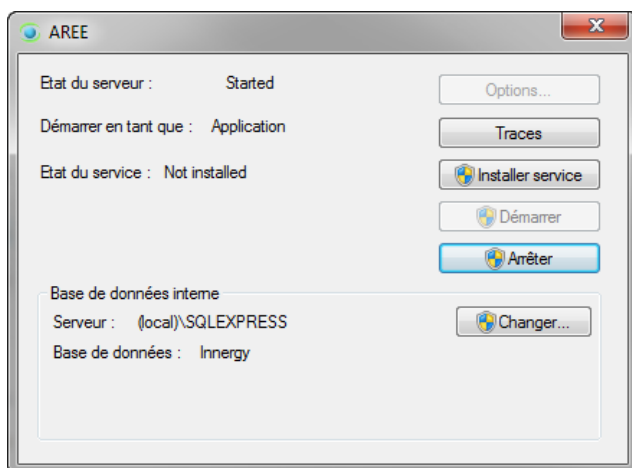 AREE
Etat du serveur : Started
Options...
Démarrer en tant que : Application
Traces
Etat du service : Not installed
Installer service
Démarrer
Arrêter
Base de données interne
Serveur : (local)\SQLEXPRESS
Changer...
Base de données : Innergy